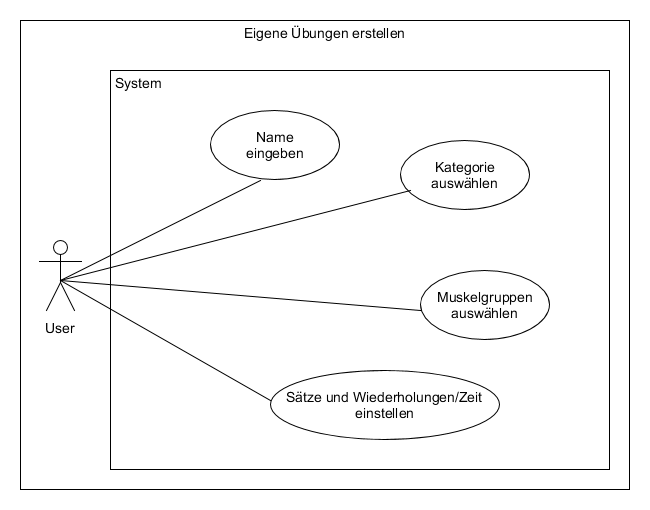 Eigene Übungen erstellen
System
Name
eingeben
Kategorie
auswählen
Muskelgruppen
auswählen
User
Sätze und Wiederholungen/Zeit
einstellen